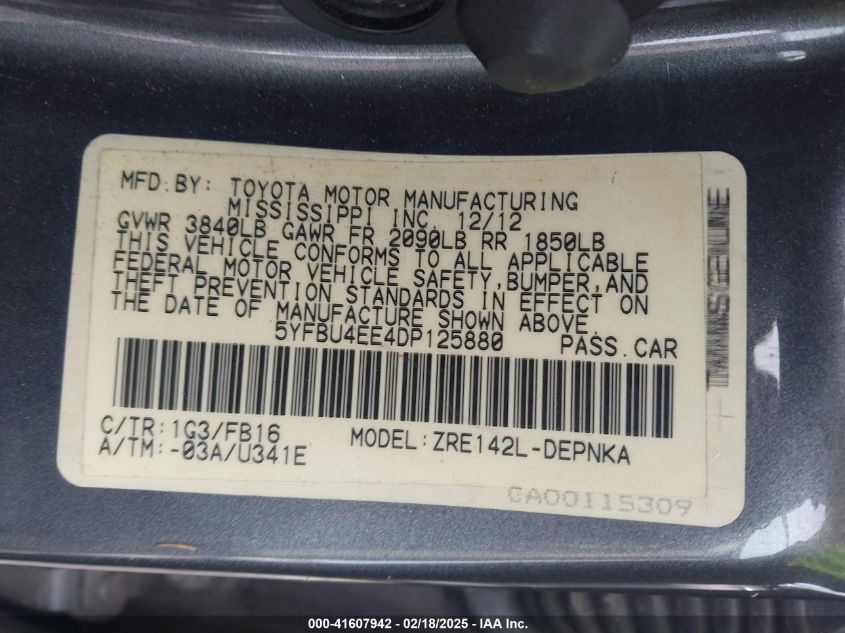 MFD.BY: TOYOTA MOTOR MANUFACTURING
MISSISSIPPI INC. 12/12
GVWR 3840LB GAWR FR 2090LB RR 1850LB
THIS VEHICLE CONFORMS TO ALL APPLICABLE
FEDERAL MOTOR VEHICLE SAFETY,BUMPER,AND
THEFT PREVENTION STANDARDS IN EFFECT ON
THE DATE OF MANUFACTURE SHOWN ABOVE.
5YFBU4EE4DP125880 PASS.CAR
C/TR:1G3/FB16 MODEL:ZRE142L-DEPNKA
A/TM:-03A/U341E
CA00115309
000-41607942 — 02/18/2025 — IAA Inc.